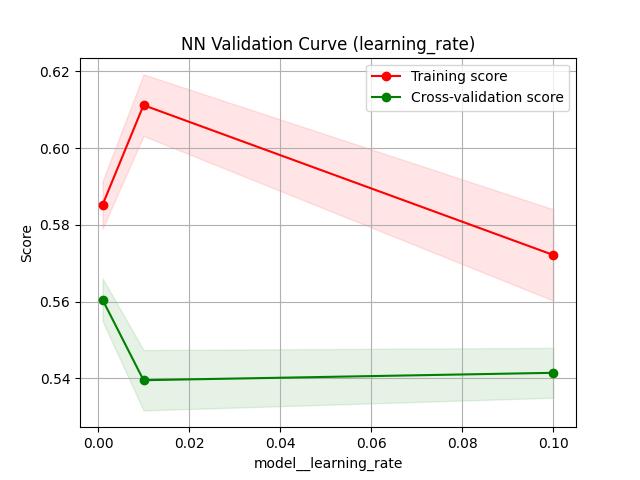 NN Validation Curve (learning_rate)
Training score
Cross-validation score
Score
0.62
0.60
0.58
0.56
0.54
0.00
0.02
0.04
0.06
0.08
0.10
model__learning_rate